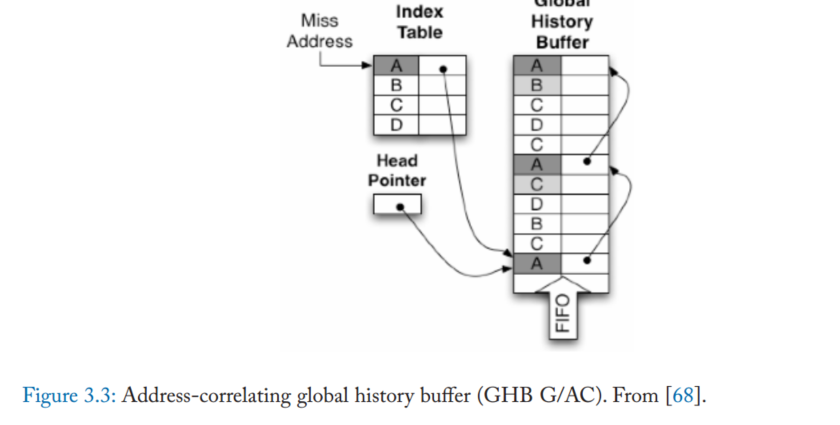 Miss
Address
Index
Table
Global
History
Buffer
A
B
C
D
Head
Pointer
A
B
C
D
C
A
C
D
B
C
A
FIFO
Figure 3.3: Address-correlating global history buffer (GHB G/AC). From [68].